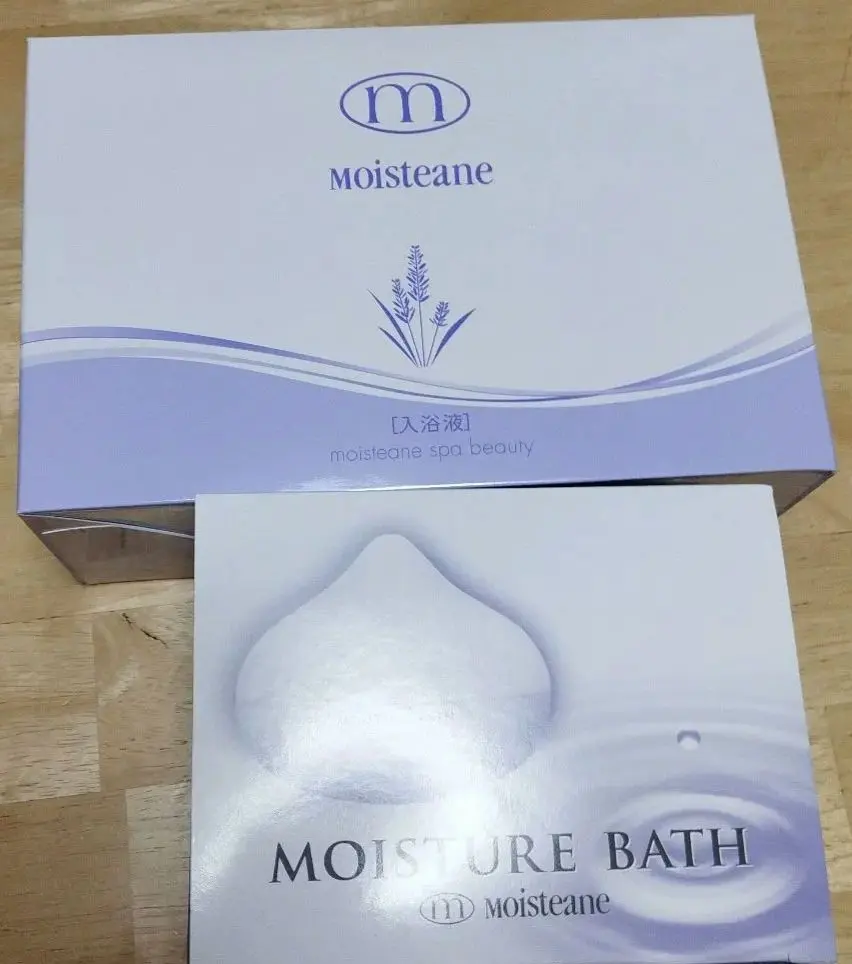 m
Moisteane
[入浴液]
moisteane spa beauty
MOISTURE BATH
m Moisteane